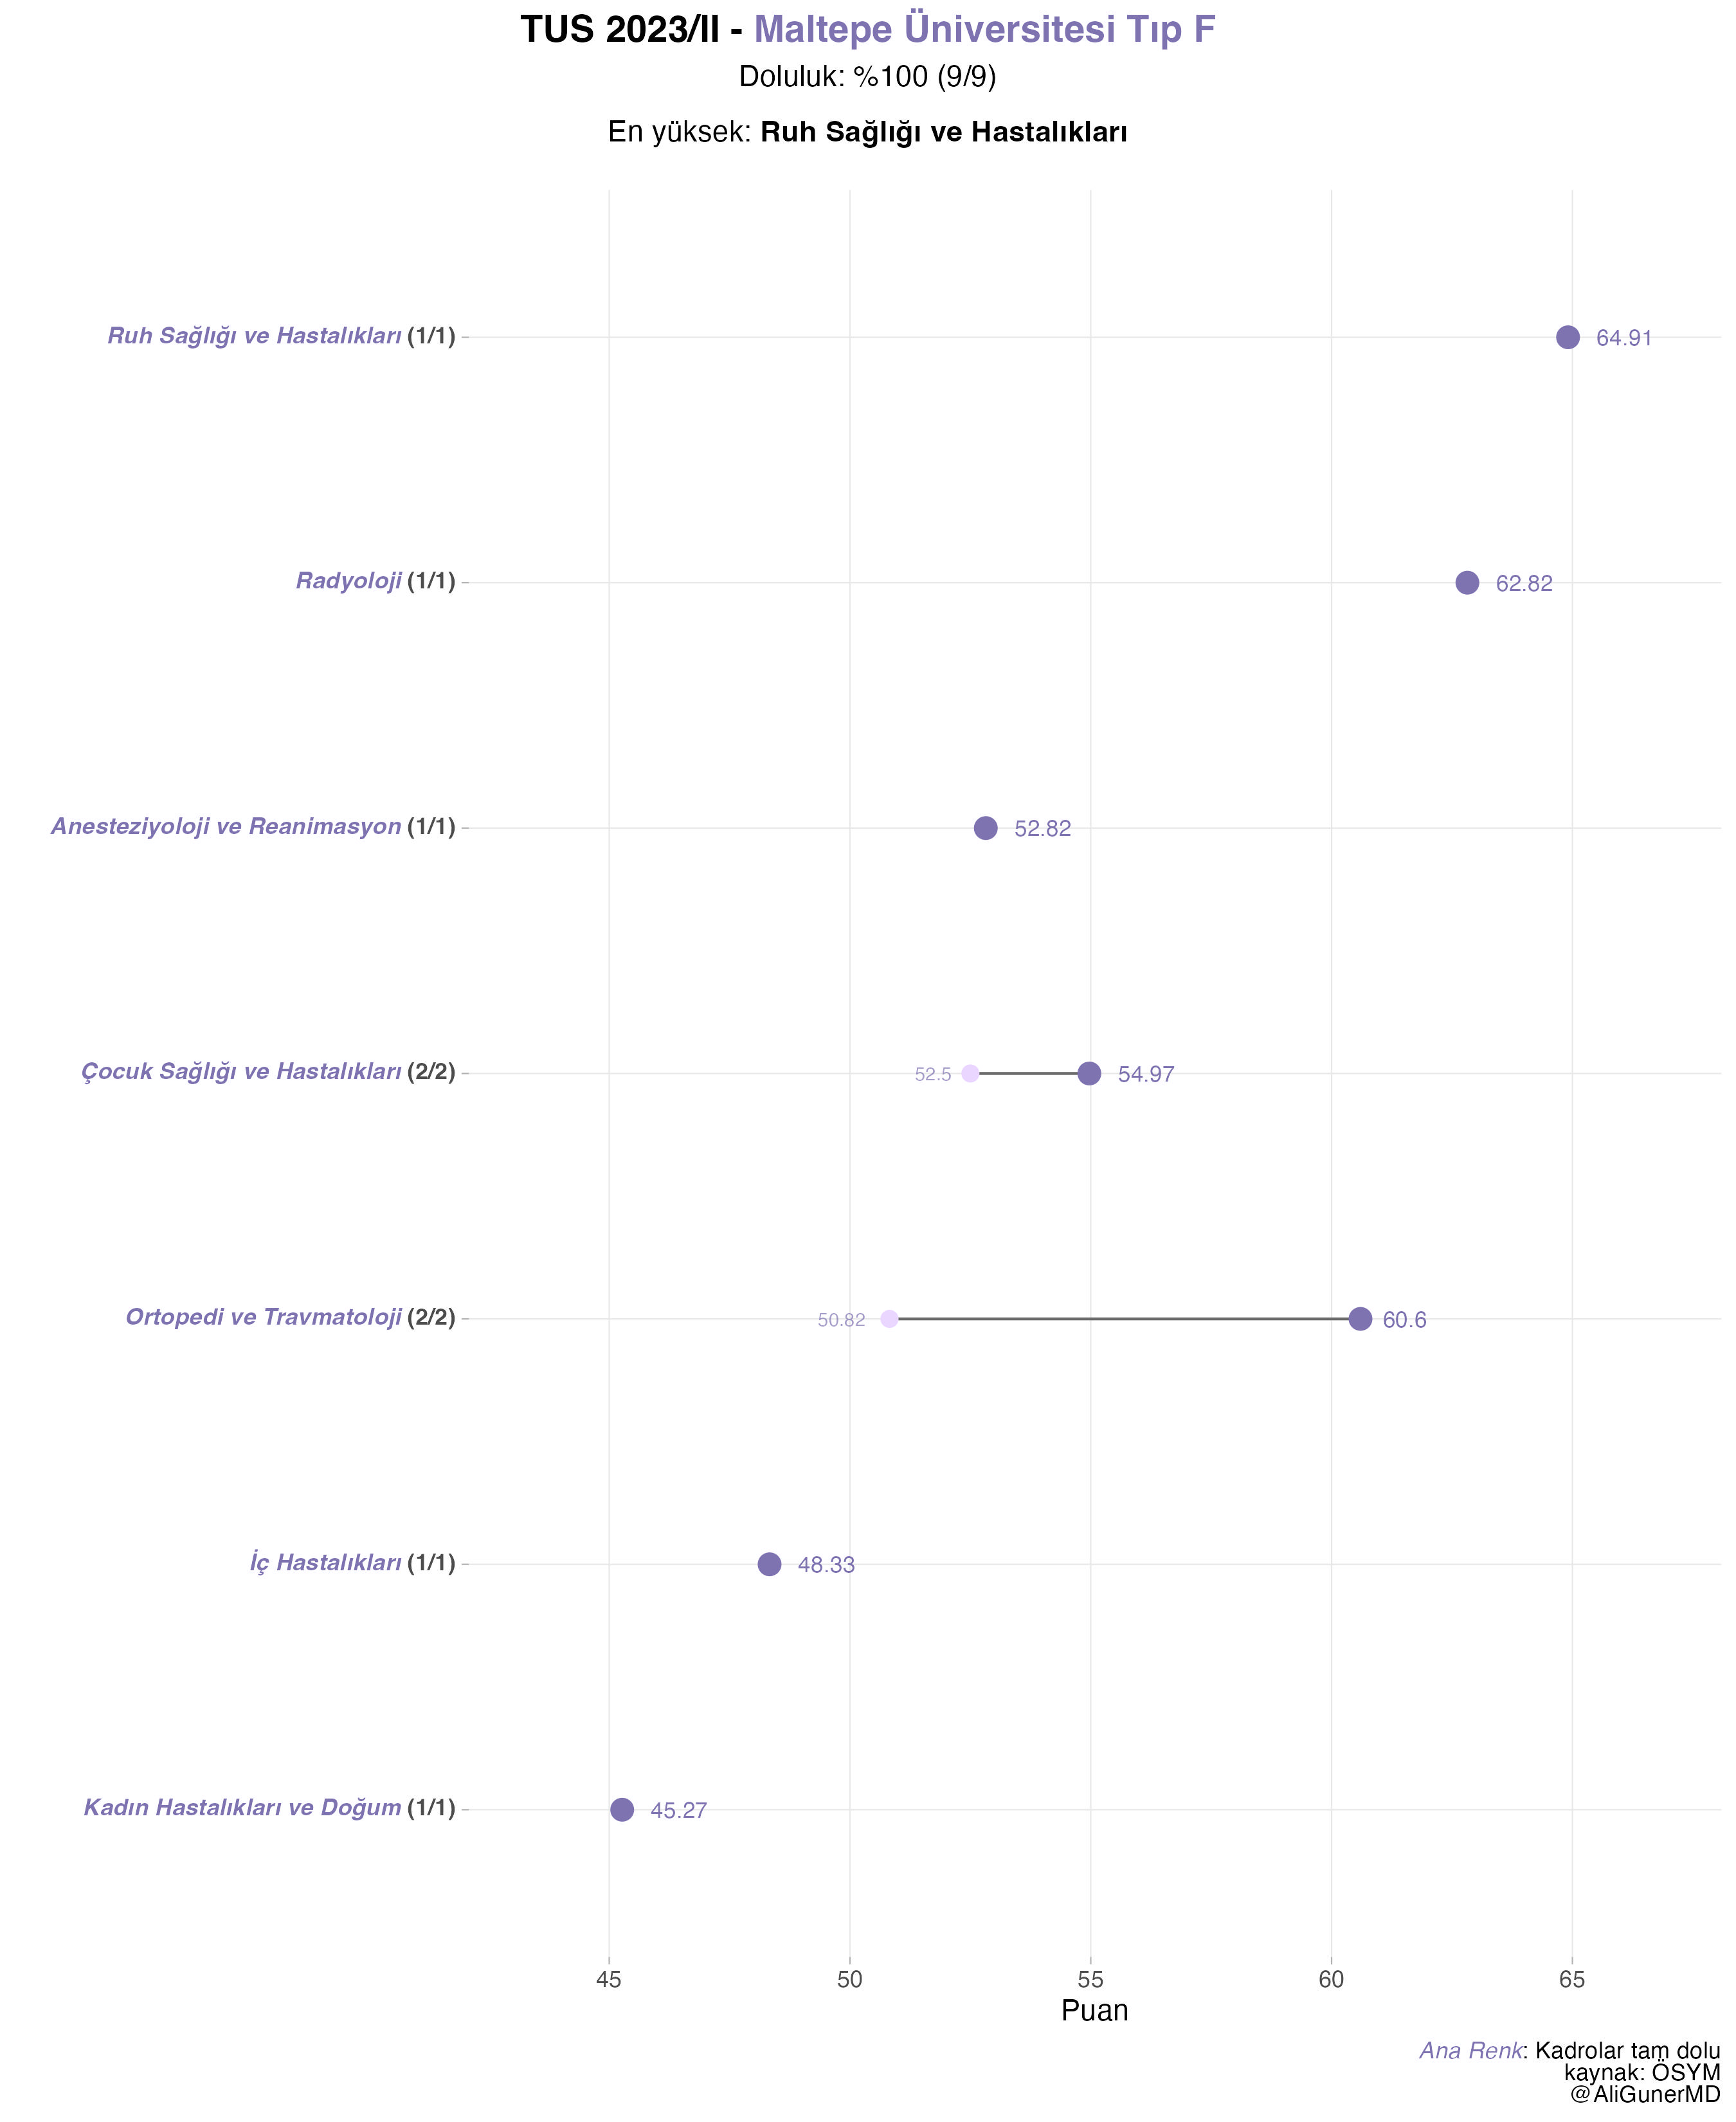 TUS 2023/II - Maltepe Üniversitesi Tıp F
Doluluk: %100 (9/9)
En yüksek: Ruh Sağlığı ve Hastalıkları
Ruh Sağlığı ve Hastalıkları (1/1)
64.91
Radyoloji (1/1)
62.82
Anesteziyoloji ve Reanimasyon (1/1)
52.82
Çocuk Sağlığı ve Hastalıkları (2/2)
52.5
54.97
Ortopedi ve Travmatoloji (2/2)
50.82
60.6
İç Hastalıkları (1/1)
48.33
Kadın Hastalıkları ve Doğum (1/1)
45.27
45 50 55 60 65
Puan
Ana Renk: Kadrolar tam dolu
kaynak: ÖSYM
@AliGunerMD